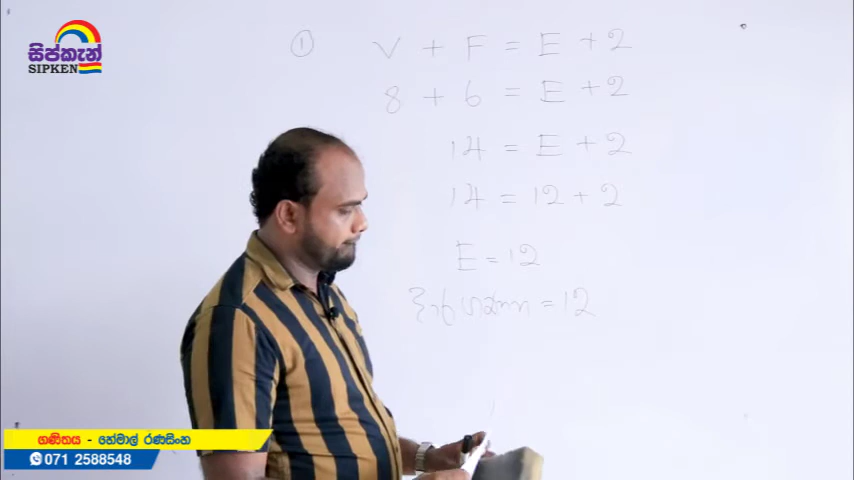 සිප්කැන්
SIPKEN
① V + F = E + 2
8 + 6 = E + 2
14 = E + 2
14 = 12 + 2
E = 12
දාර ගණන = 12
ගණිතය - හේමාල් රණසිංහ
071 2588548